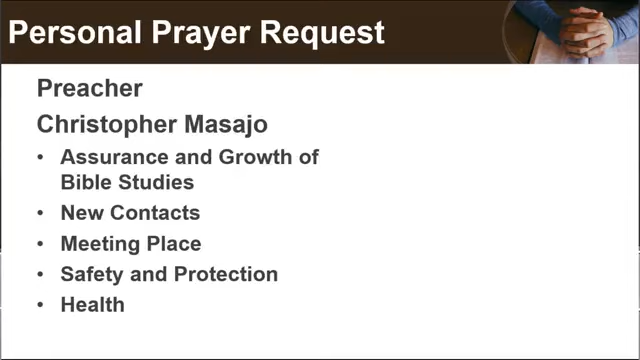 Personal Prayer Request
Preacher
Christopher Masajo
• Assurance and Growth of
Bible Studies
• New Contacts
• Meeting Place
• Safety and Protection
• Health